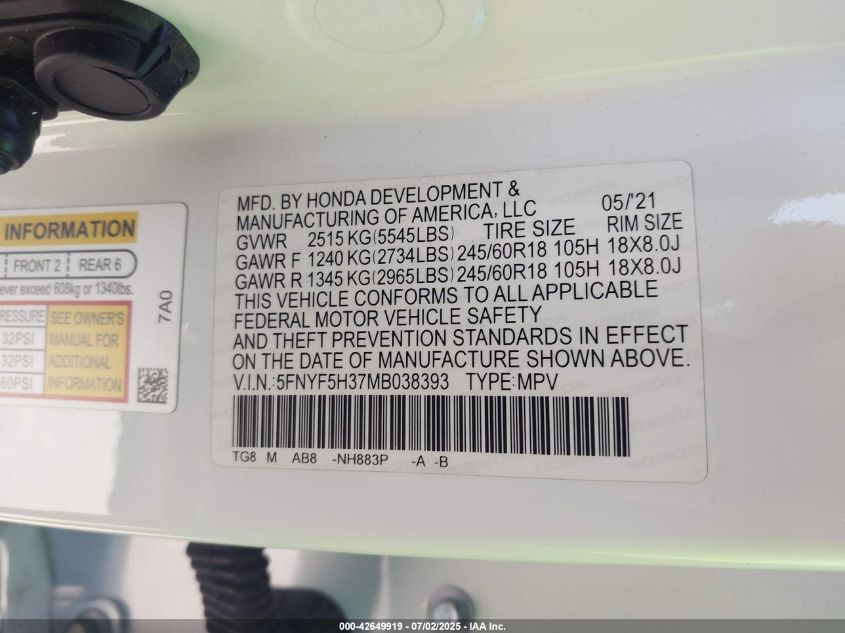 MFD. BY HONDA DEVELOPMENT & 05/'21
MANUFACTURING OF AMERICA, LLC
GVWR 2515 KG(5545LBS) TIRE SIZE RIM SIZE
GAWR F 1240 KG(2734LBS) 245/60R18 105H 18X8.0J
GAWR R 1345 KG(2965LBS) 245/60R18 105H 18X8.0J
THIS VEHICLE CONFORMS TO ALL APPLICABLE
FEDERAL MOTOR VEHICLE SAFETY
AND THEFT PREVENTION STANDARDS IN EFFECT
ON THE DATE OF MANUFACTURE SHOWN ABOVE.
V.I.N.:5FNYF5H37MB038393 TYPE:MPV
TG8 M AB8 -NH883P -A -B
INFORMATION
FRONT 2 REAR 6
exceed 608kg or 1340lbs.
SEE OWNER'S
32PSI MANUAL FOR
32PSI ADDITIONAL
60PSI INFORMATION
7A0
000-42649919 - 07/02/2025 - IAA Inc.